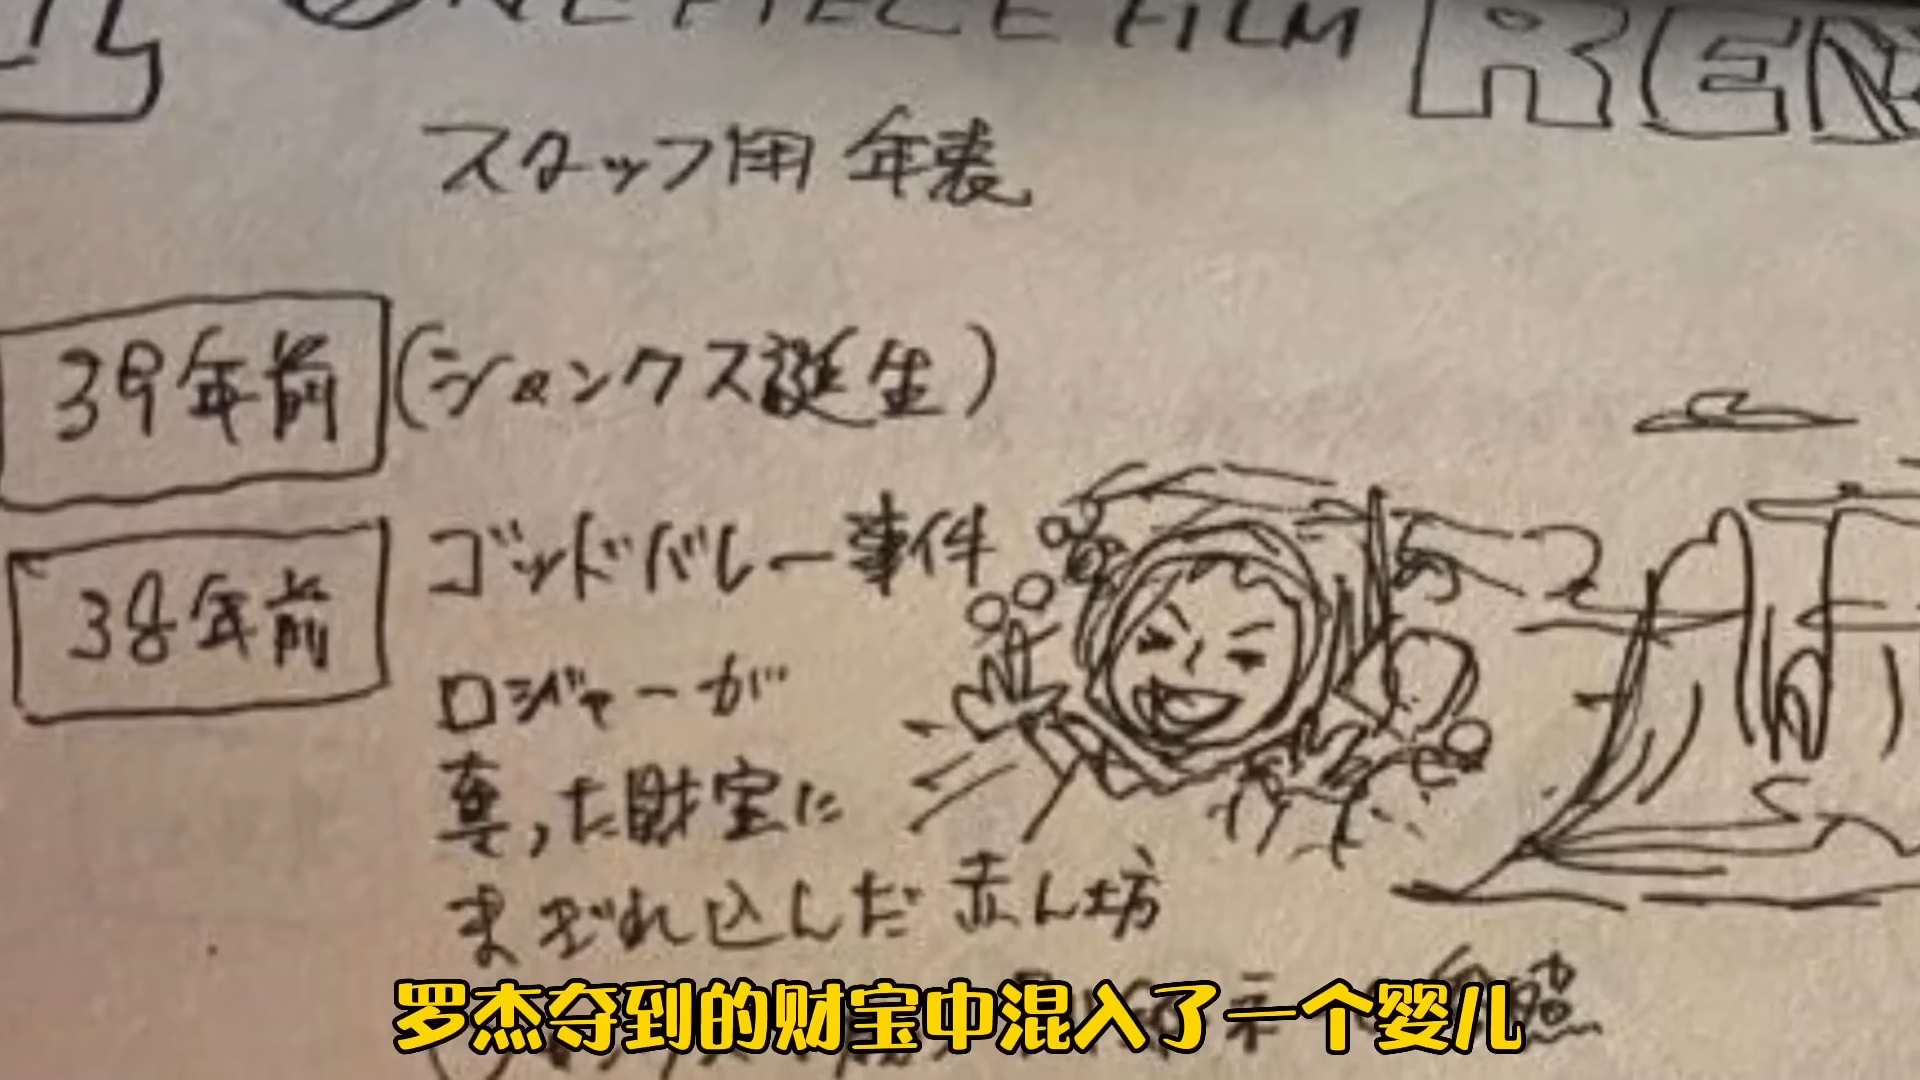 ONE PIECE FILM RED
スタッフ用 年表
39年前 (シャンクス誕生)
38年前 ゴッドバレー事件
ロジャーが
奪った財宝に
まぎれ込んだ赤ん坊
罗杰夺到的财宝中混入了一个婴儿